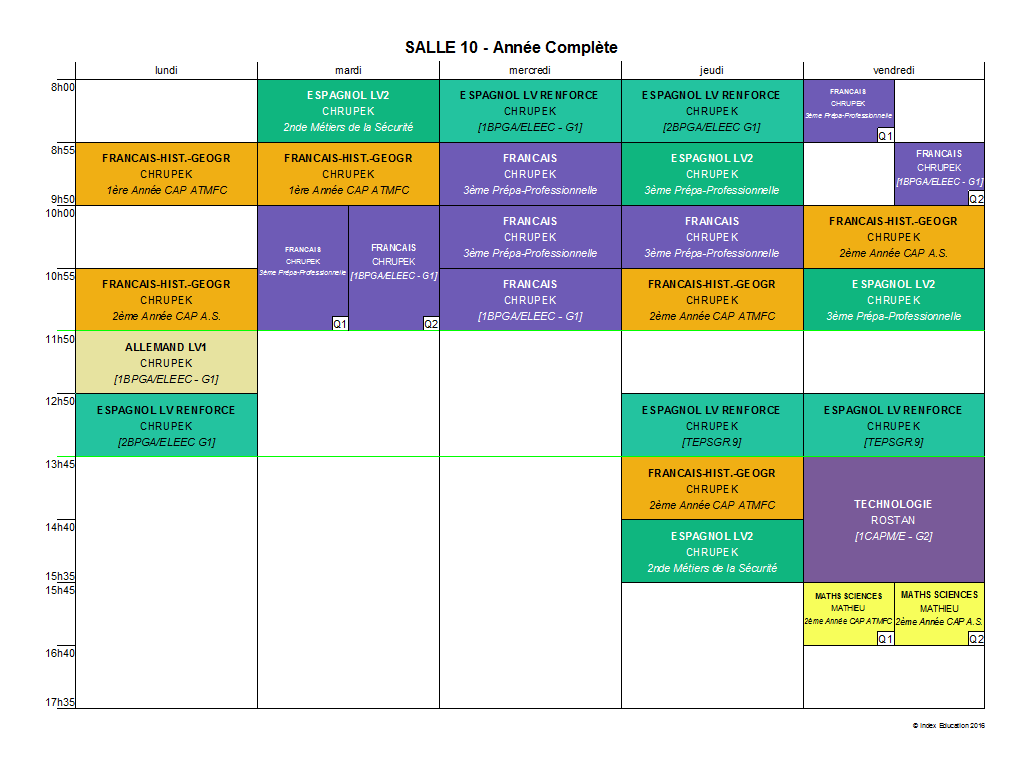 SALLE 10 - Année Complète
lundi
mardi
mercredi
jeudi
vendredi
8h00
8h55
9h50
10h00
10h55
11h50
12h50
13h45
14h40
15h35
15h45
16h40
17h35
FRANCAIS-HIST.-GEOGR
CHRUPEK
1ère Année CAP ATMFC
FRANCAIS-HIST.-GEOGR
CHRUPEK
2ème Année CAP A.S.
ALLEMAND LV1
CHRUPEK
[1BPGA/ELEEC - G1]
ESPAGNOL LV RENFORCE
CHRUPEK
[2BPGA/ELEEC G1]
ESPAGNOL LV2
CHRUPEK
2nde Métiers de la Sécurité
FRANCAIS-HIST.-GEOGR
CHRUPEK
1ère Année CAP ATMFC
FRANCAIS
CHRUPEK
3ème Prépa-Professionnelle
Q1
FRANCAIS
CHRUPEK
[1BPGA/ELEEC - G1]
Q2
ESPAGNOL LV RENFORCE
CHRUPEK
[1BPGA/ELEEC - G1]
FRANCAIS
CHRUPEK
3ème Prépa-Professionnelle
FRANCAIS
CHRUPEK
3ème Prépa-Professionnelle
FRANCAIS
CHRUPEK
[1BPGA/ELEEC - G1]
ESPAGNOL LV RENFORCE
CHRUPEK
[2BPGA/ELEEC G1]
ESPAGNOL LV2
CHRUPEK
3ème Prépa-Professionnelle
FRANCAIS
CHRUPEK
3ème Prépa-Professionnelle
FRANCAIS-HIST.-GEOGR
CHRUPEK
2ème Année CAP ATMFC
ESPAGNOL LV RENFORCE
CHRUPEK
[TEPSGR.9]
FRANCAIS-HIST.-GEOGR
CHRUPEK
2ème Année CAP ATMFC
ESPAGNOL LV2
CHRUPEK
2nde Métiers de la Sécurité
FRANCAIS
CHRUPEK
3ème Prépa-Professionnelle
Q1
FRANCAIS
CHRUPEK
[1BPGA/ELEEC - G1]
Q2
FRANCAIS-HIST.-GEOGR
CHRUPEK
2ème Année CAP A.S.
ESPAGNOL LV2
CHRUPEK
3ème Prépa-Professionnelle
ESPAGNOL LV RENFORCE
CHRUPEK
[TEPSGR.9]
TECHNOLOGIE
ROSTAN
[1CAPM/E - G2]
MATHS SCIENCES
MATHIEU
2ème Année CAP ATMFC
Q1
MATHS SCIENCES
MATHIEU
2ème Année CAP A.S.
Q2
© Index Education 2016